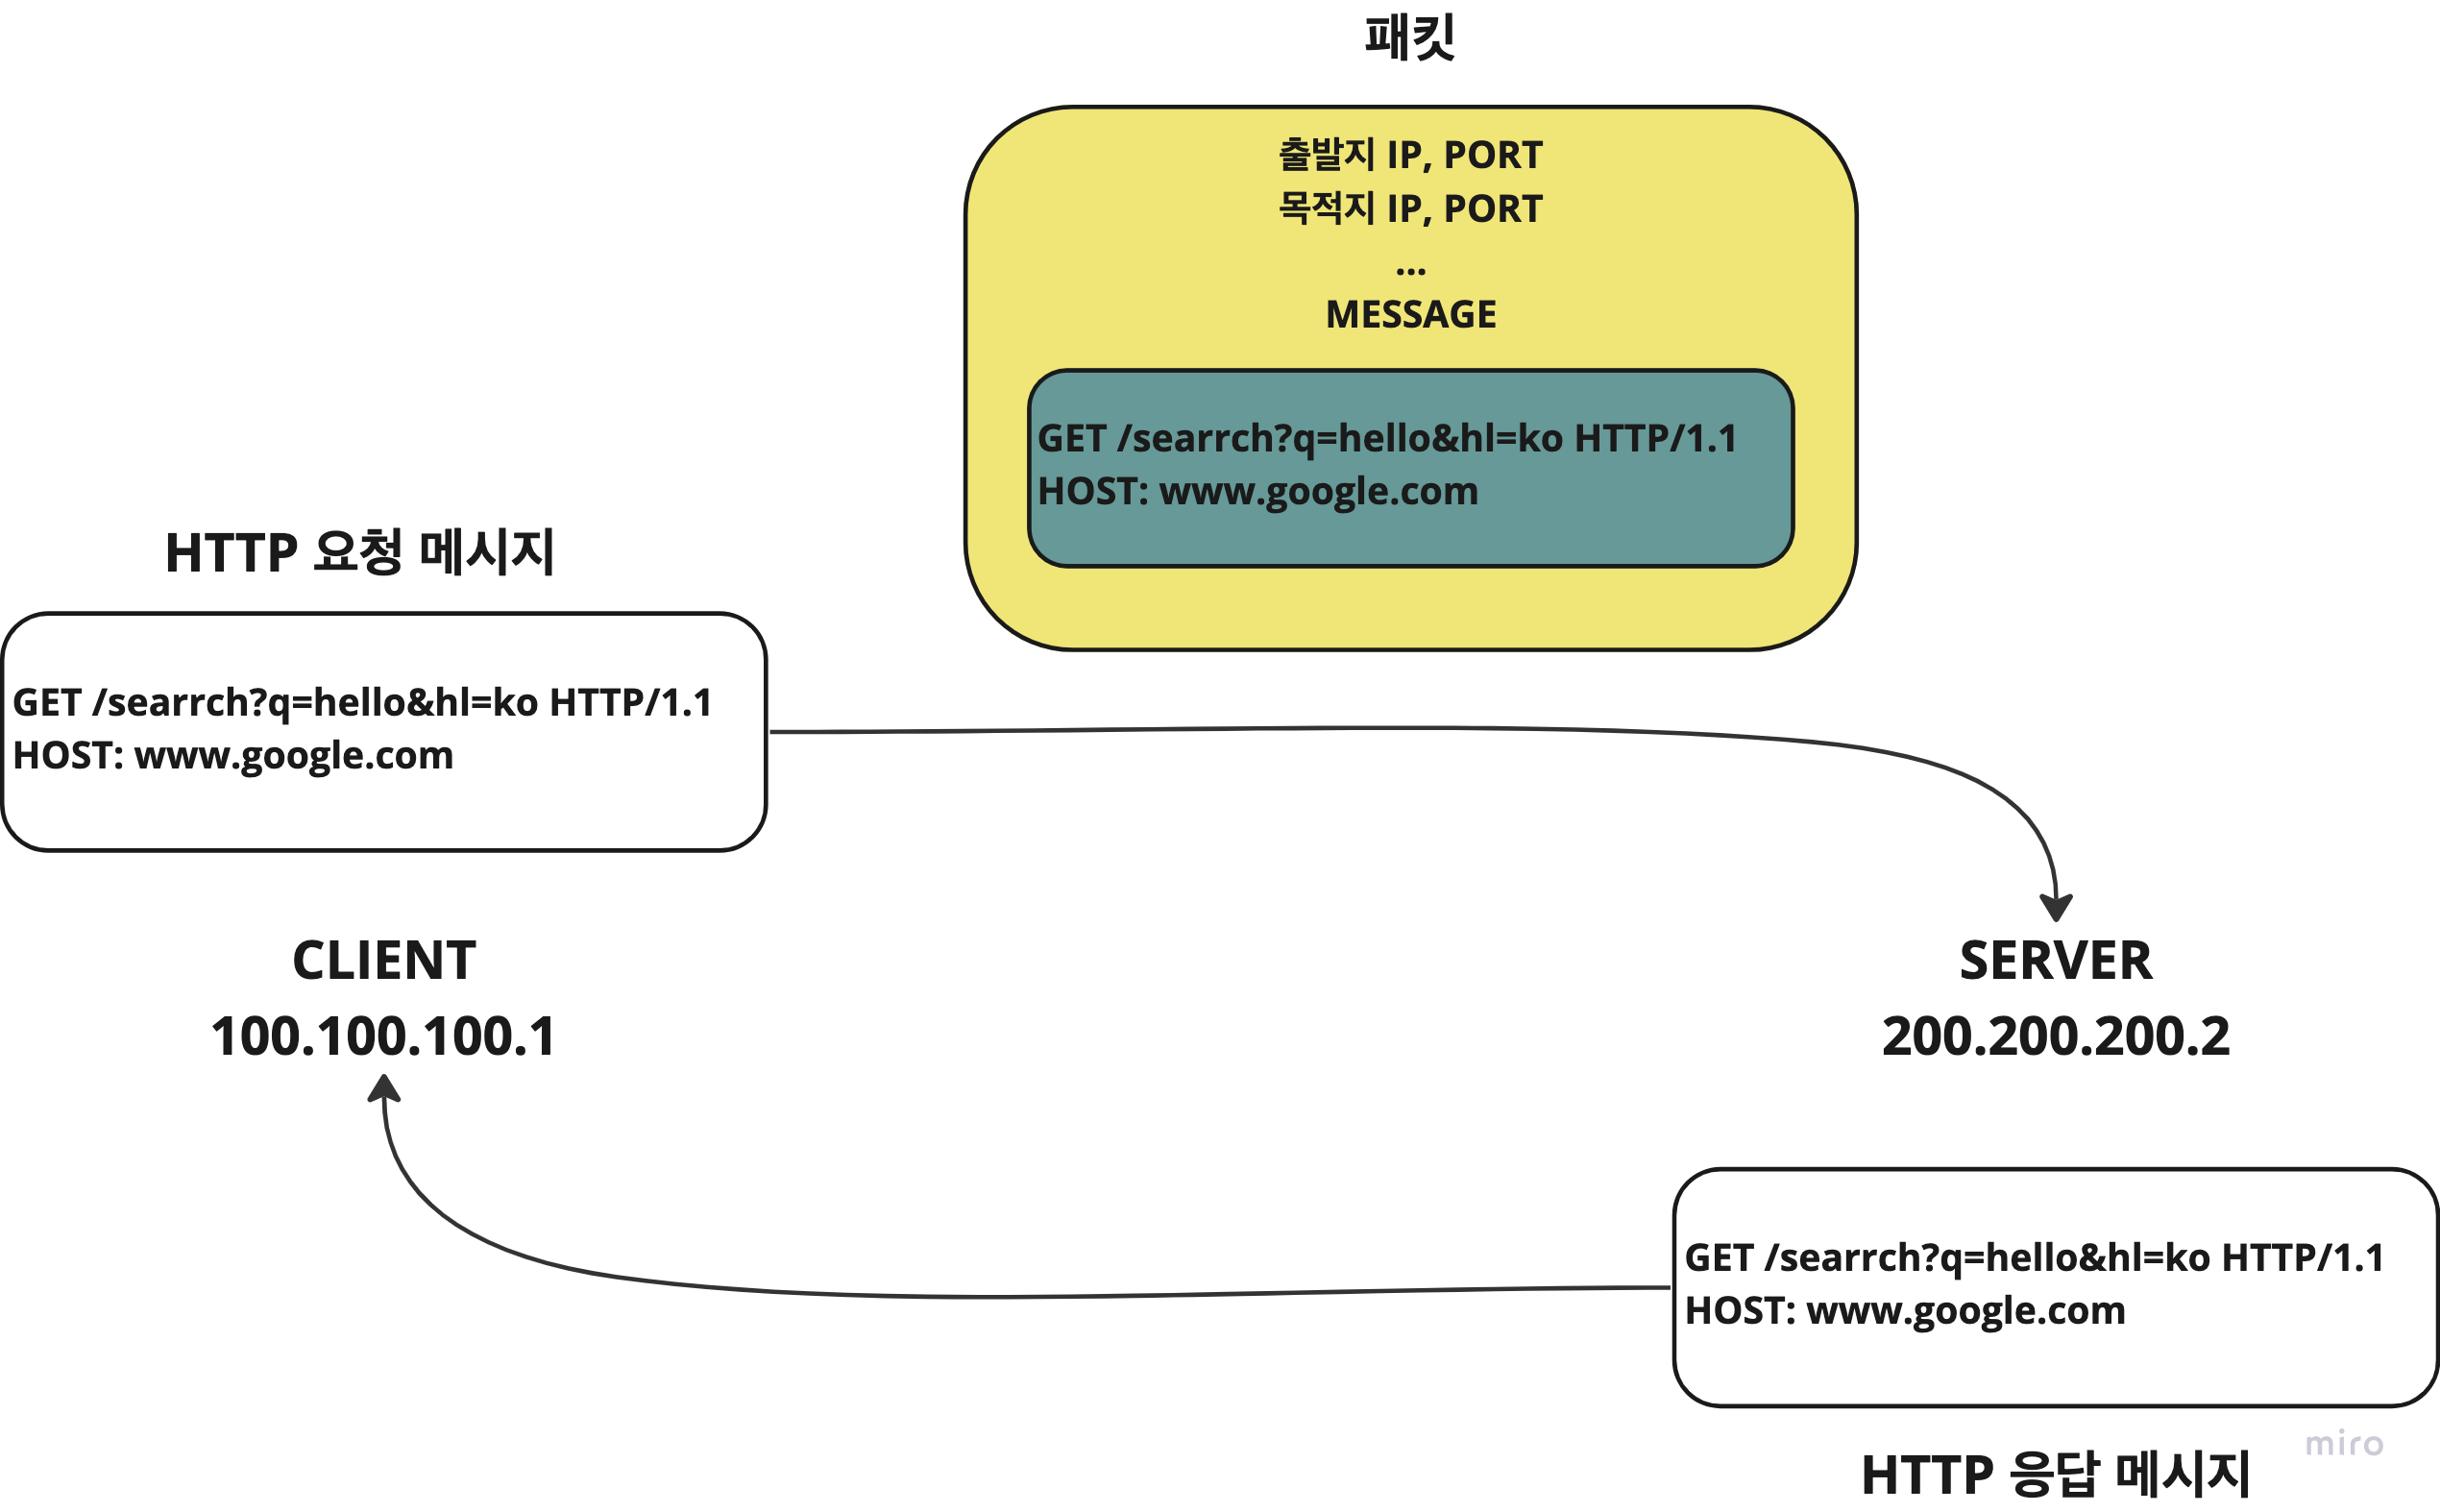 패킷
출발지 IP, PORT
목적지 IP, PORT
...
MESSAGE
GET /searrch?q=hello&hl=ko HTTP/1.1
HOST: www.google.com
HTTP 요청 메시지
GET /searrch?q=hello&hl=ko HTTP/1.1
HOST: www.google.com
CLIENT
100.100.100.1
SERVER
200.200.200.2
GET /searrch?q=hello&hl=ko HTTP/1.1
HOST: www.google.com
miro
HTTP 응답 메시지